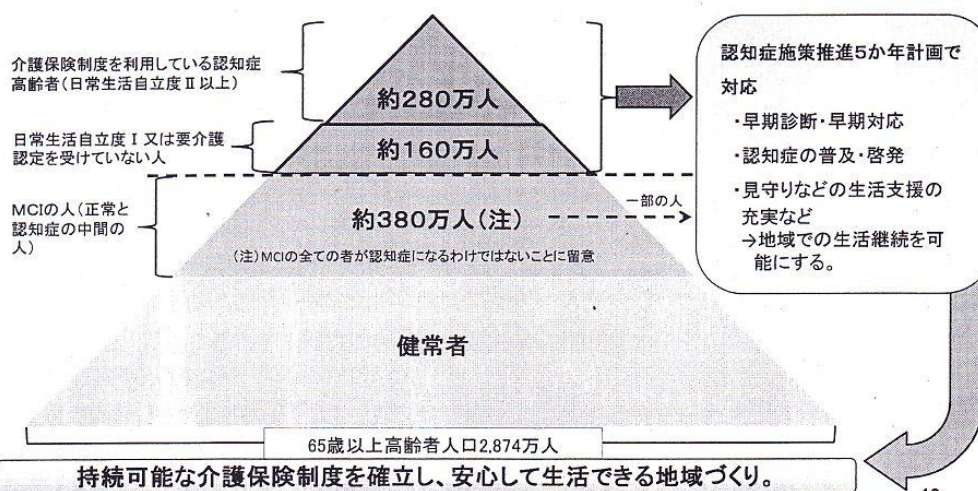 介護保険制度を利用している認知症
高齢者(日常生活自立度Ⅱ以上)
約280万人
日常生活自立度Ⅰ又は要介護
認定を受けていない人
約160万人
MCIの人(正常と
認知症の中間の
人)
約380万人(注)
(注)MCIの全ての者が認知症になるわけではないことに留意
一部の人
認知症施策推進5か年計画で
対応
・早期診断・早期対応
・認知症の普及・啓発
・見守りなどの生活支援の
充実など
→地域での生活継続を可
能にする。
健常者
65歳以上高齢者人口2,874万人
持続可能な介護保険制度を確立し、安心して生活できる地域づくり。